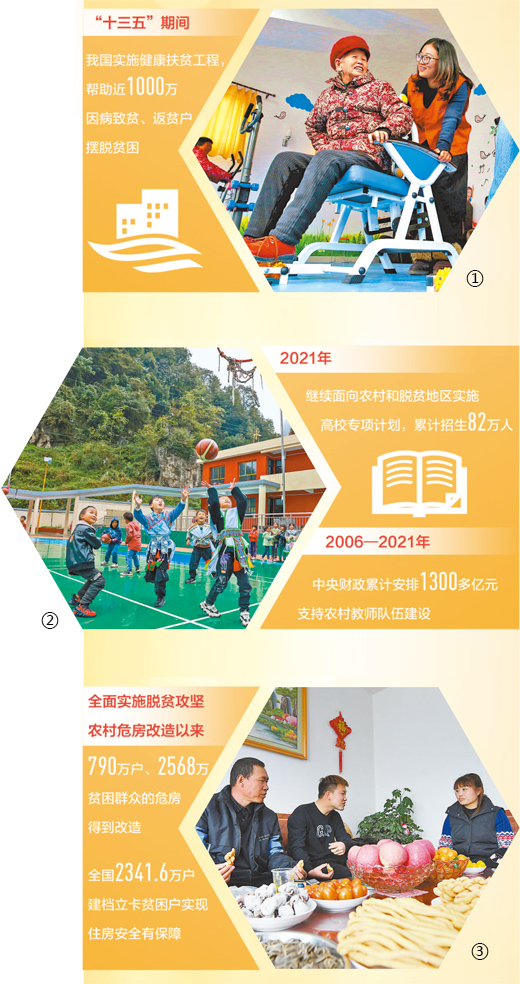 “十三五”期间
我国实施健康扶贫工程，
帮助近1000万
因病致贫、返贫户
摆脱贫困
①
2021年
继续面向农村和脱贫地区实施
高校专项计划，累计招生82万人
2006—2021年
中央财政累计安排1300多亿元
支持农村教师队伍建设
②
全面实施脱贫攻坚
农村危房改造以来
790万户、2568万
贫困群众的危房
得到改造
全国2341.6万户
建档立卡贫困户实现
住房安全有保障
③